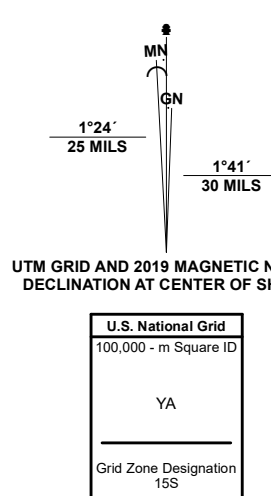 MN
GN
1°24´
25 MILS
1°41´
30 MILS
UTM GRID AND 2019 MAGNETIC
DECLINATION AT CENTER OF
U.S. National Grid
100,000 - m Square ID
YA
Grid Zone Designation
15S